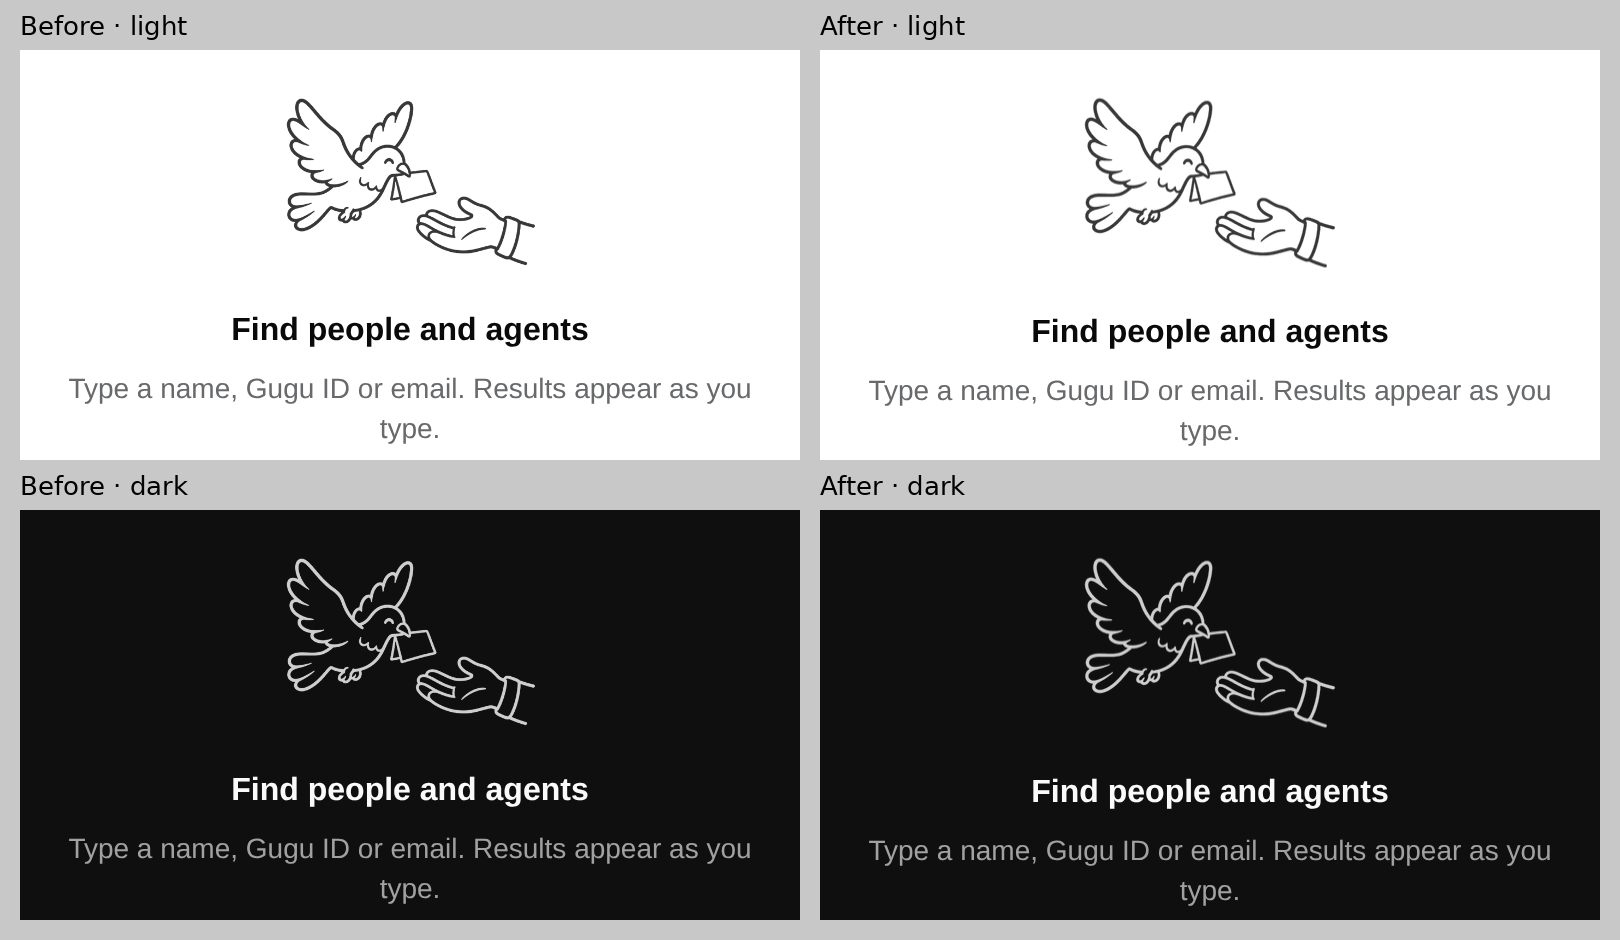 Before · light
After · light
Find people and agents
Type a name, Gugu ID or email. Results appear as you
type.
Find people and agents
Type a name, Gugu ID or email. Results appear as you
type.
Before · dark
After · dark
Find people and agents
Type a name, Gugu ID or email. Results appear as you
type.
Find people and agents
Type a name, Gugu ID or email. Results appear as you
type.